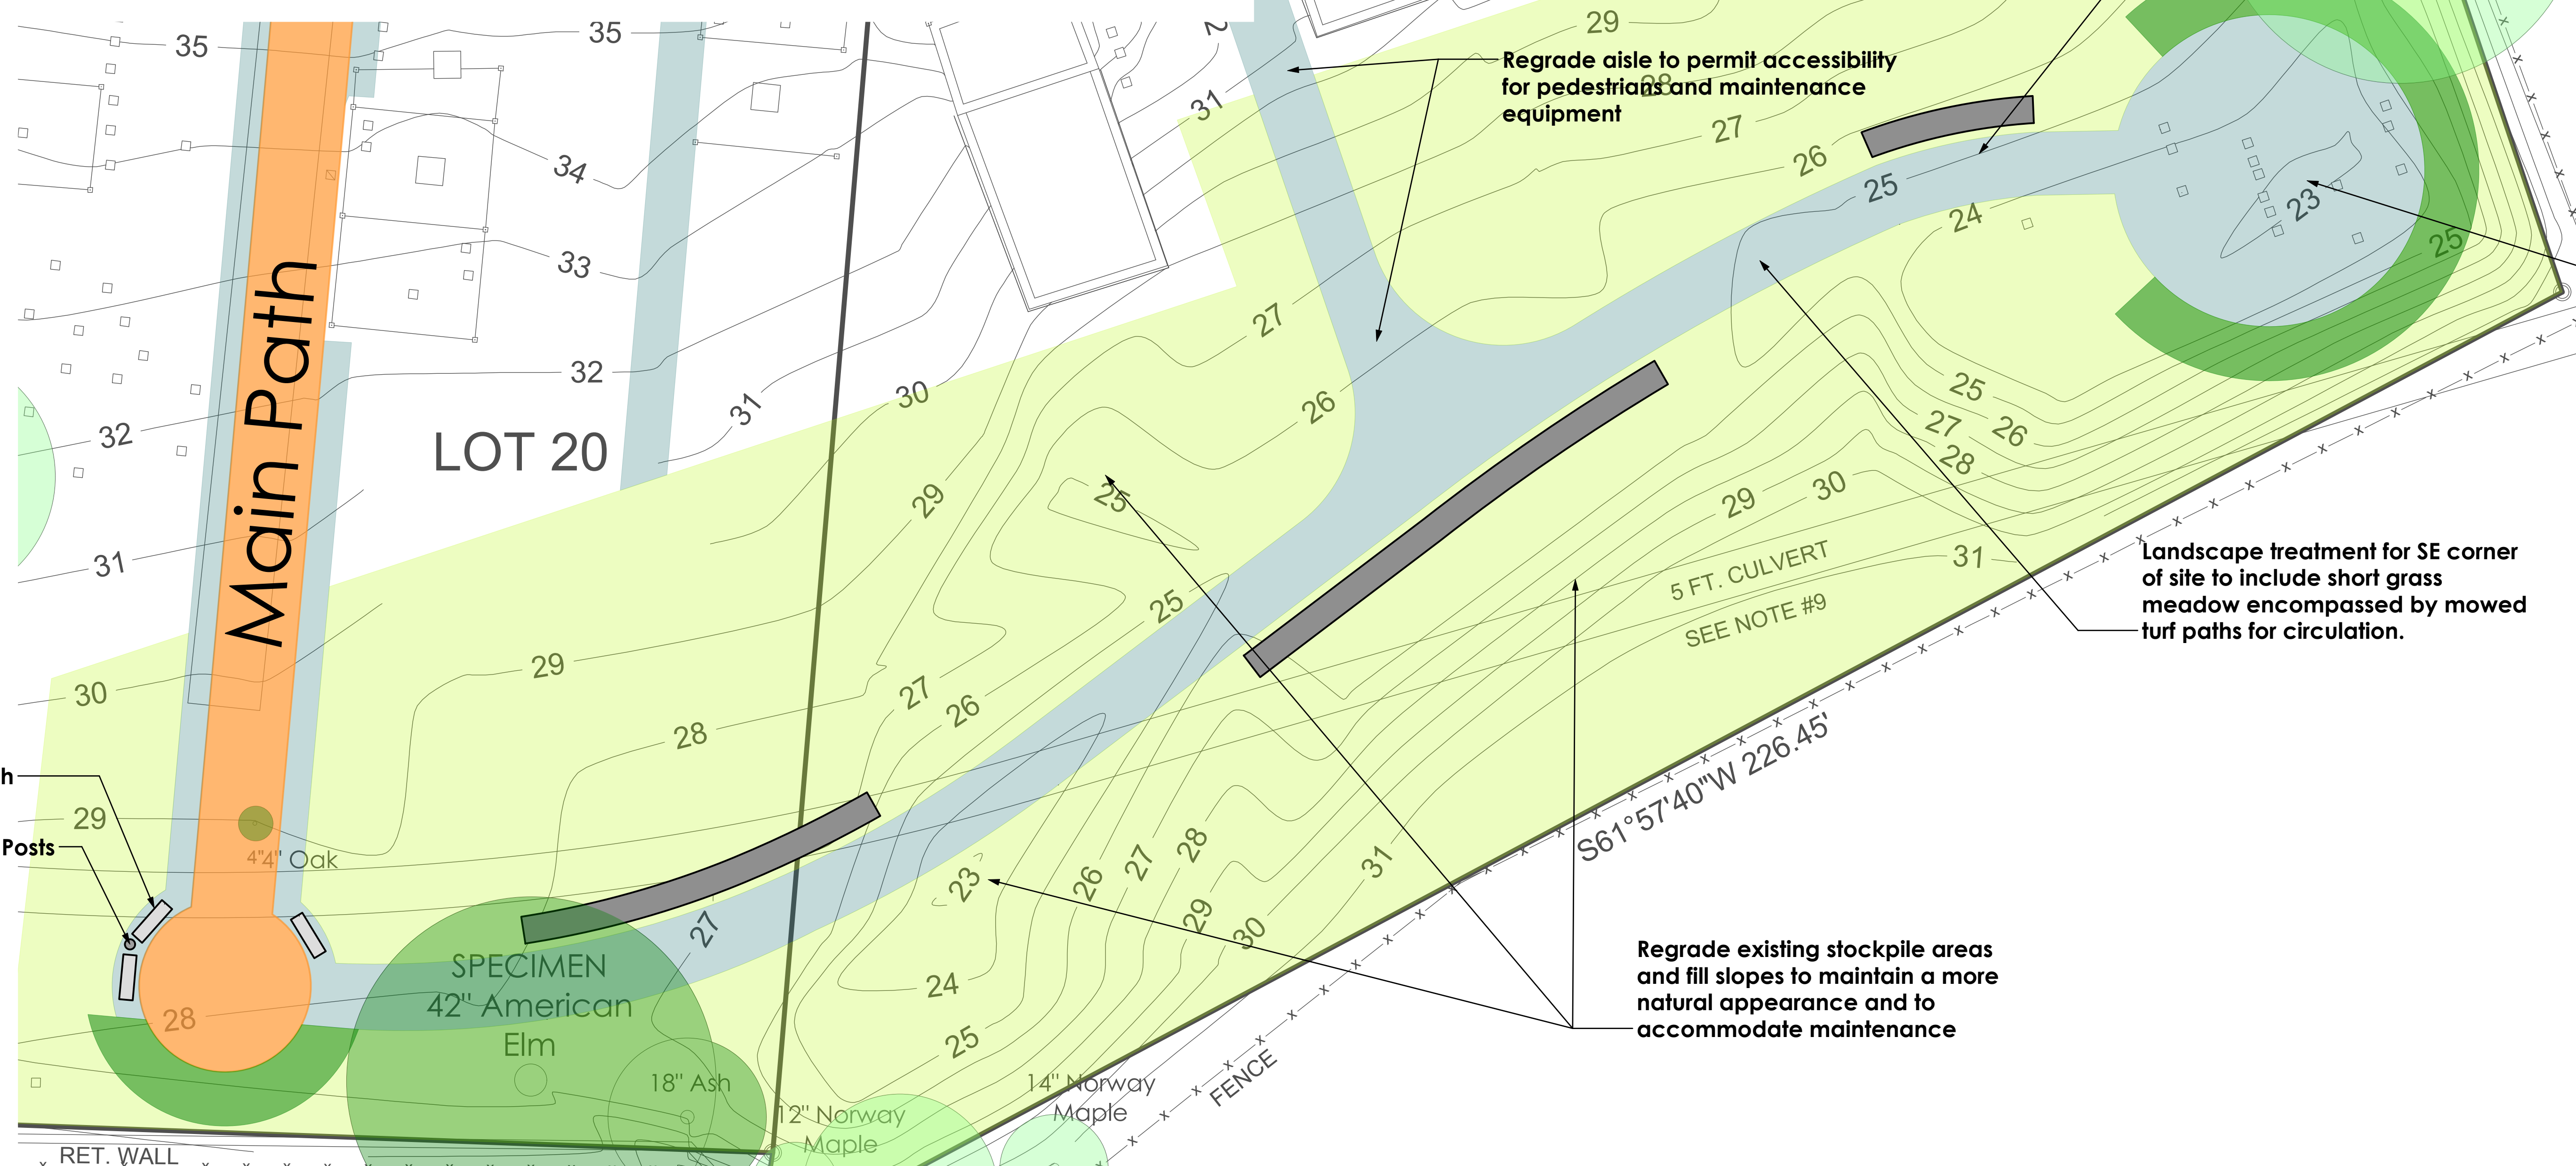 35
35
29
Regrade aisle to permit accessibility
for pedestrians and maintenance
equipment
28
31
27
26
34
25
24
23
25
33
27
Main Path
32
31
30
26
32
LOT 20
25
29
25
26
27
28
30
29
31
31
5 FT. CULVERT
SEE NOTE #9
Landscape treatment for SE corner
of site to include short grass
meadow encompassed by mowed
turf paths for circulation.
25
29
30
27
26
28
S61°57'40"W 226.45'
h
29
Posts
4"4" Oak
23
26
27
28
31
27
29
30
SPECIMEN
42" American
Elm
24
28
25
Regrade existing stockpile areas
and fill slopes to maintain a more
natural appearance and to
accommodate maintenance
18" Ash
14" Norway
Maple
FENCE
12" Norway
Maple
RET. WALL